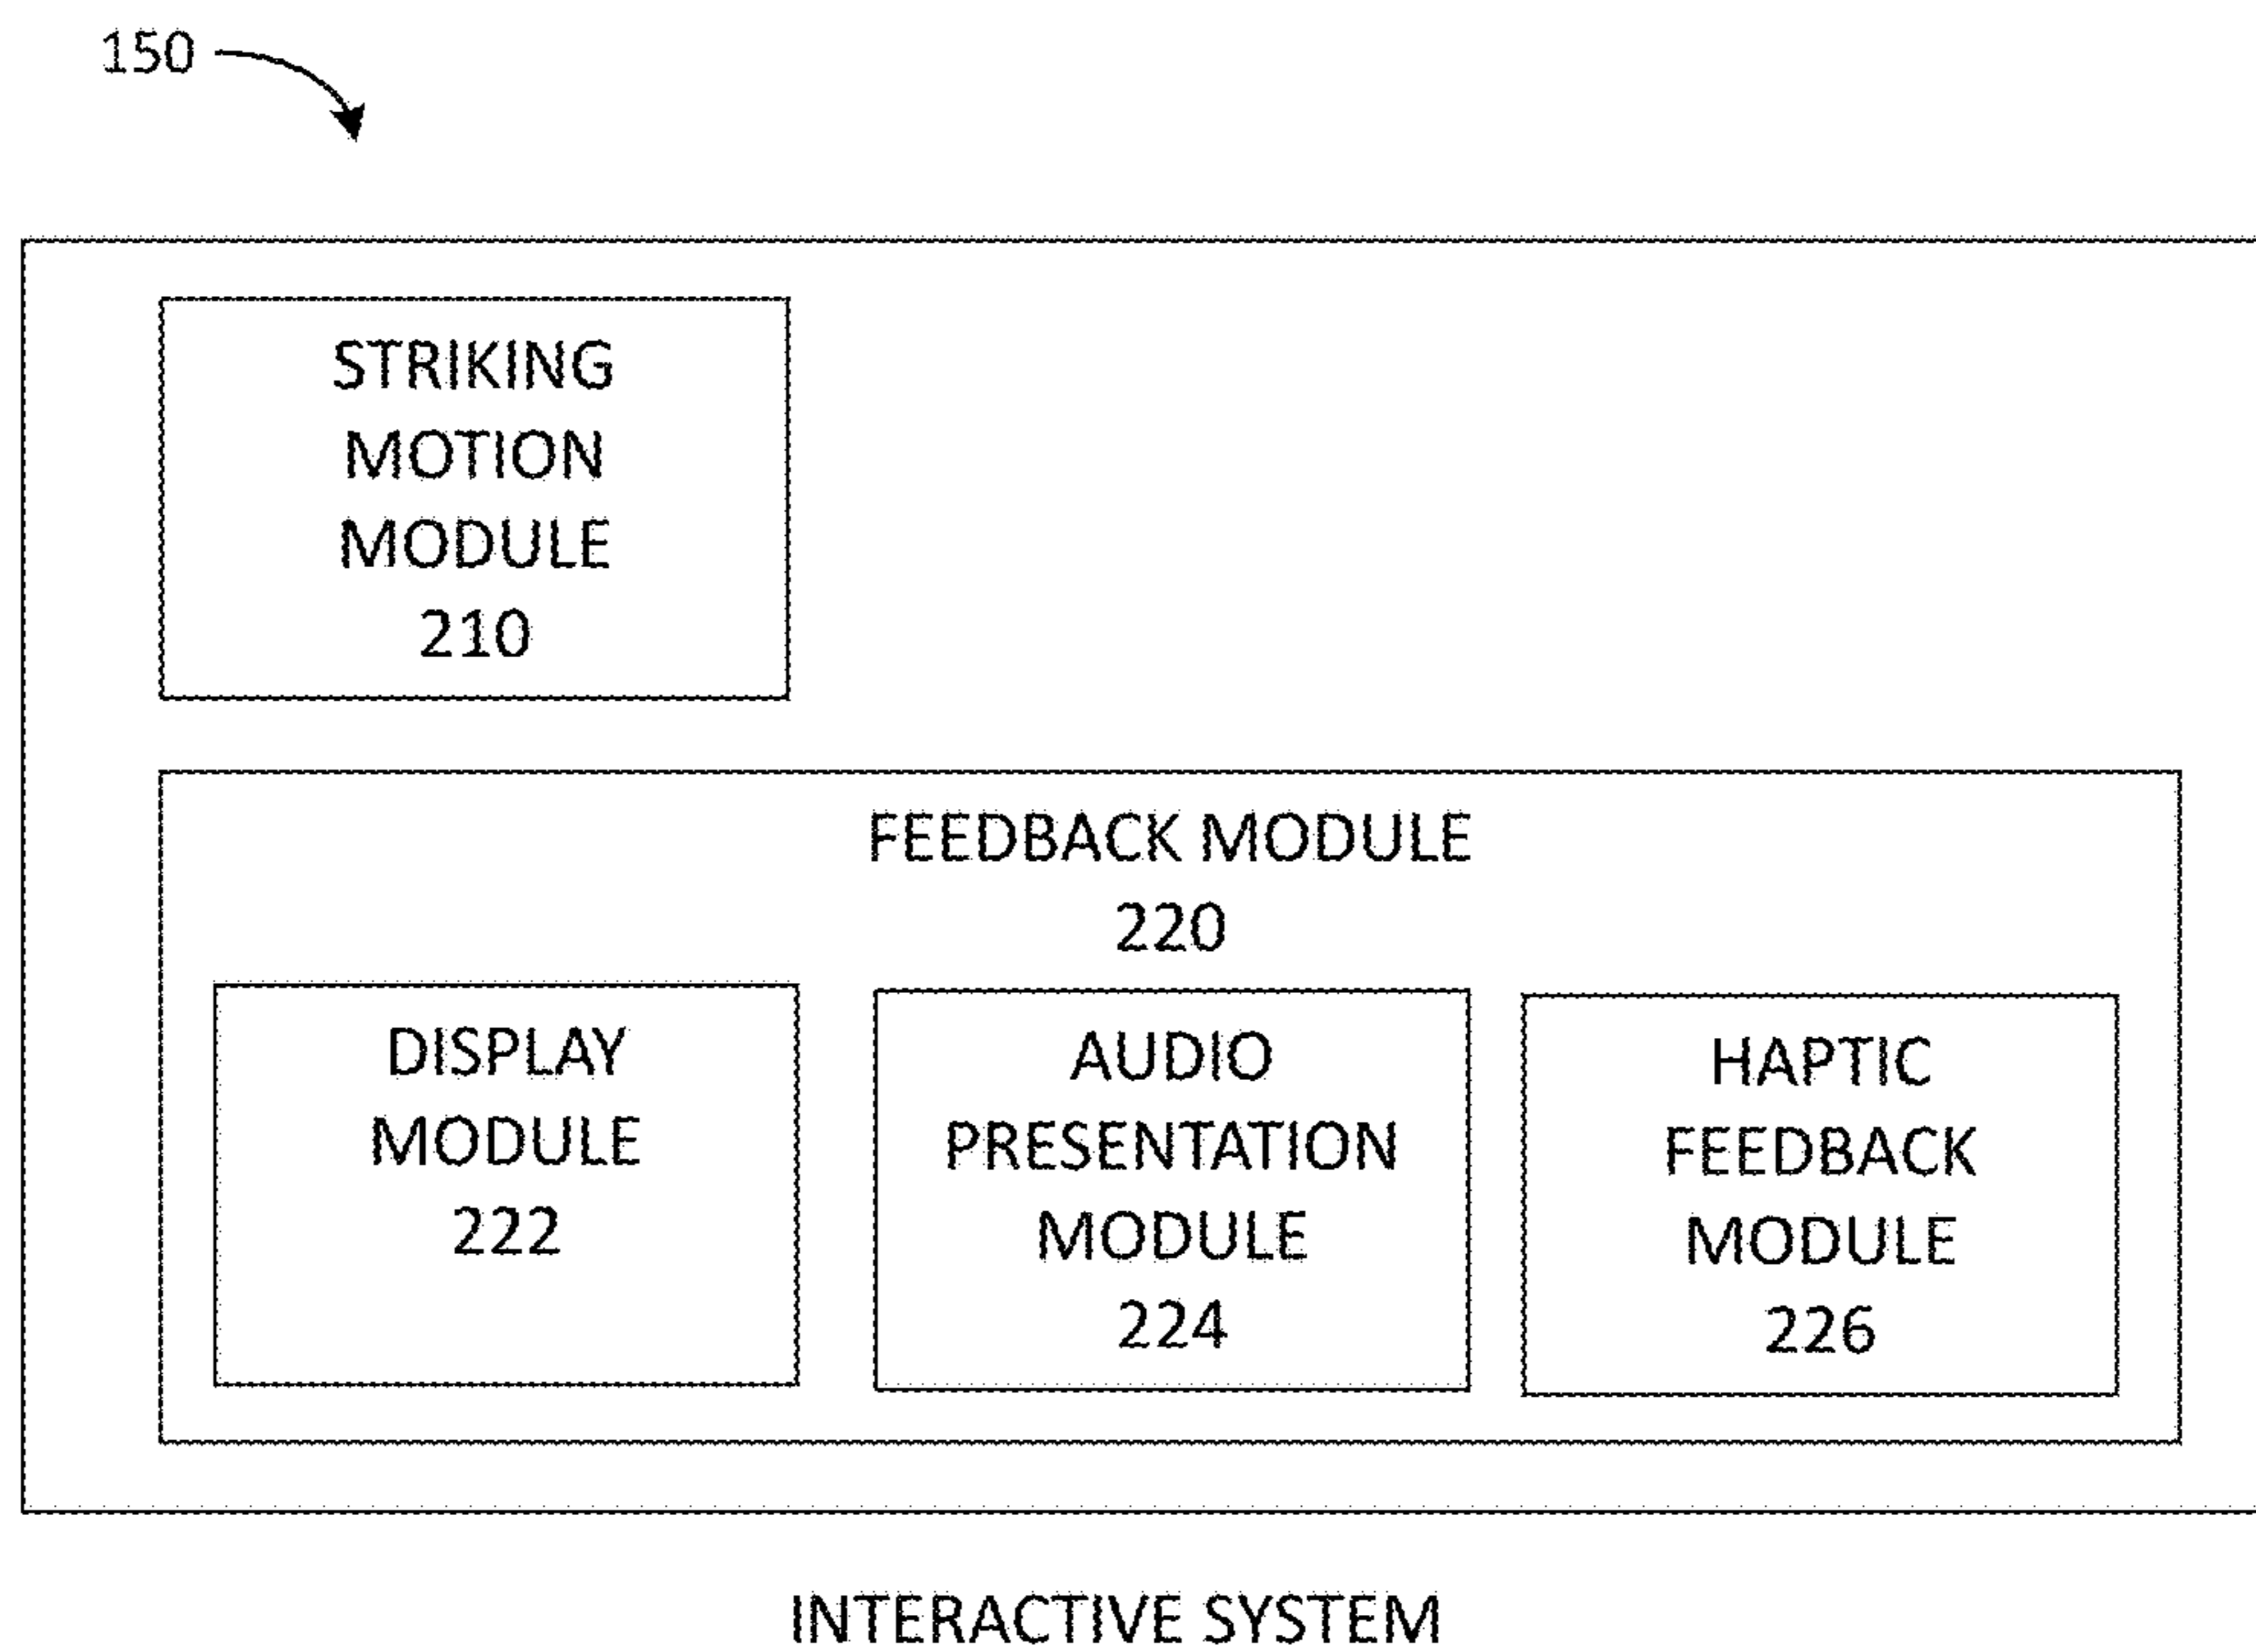 150
STRIKING
MOTION
MODULE
210
FEEDBACK MODULE
220
DISPLAY
MODULE
222
AUDIO
PRESENTATION
MODULE
224
HAPTIC
FEEDBACK
MODULE
226
INTERACTIVE SYSTEM